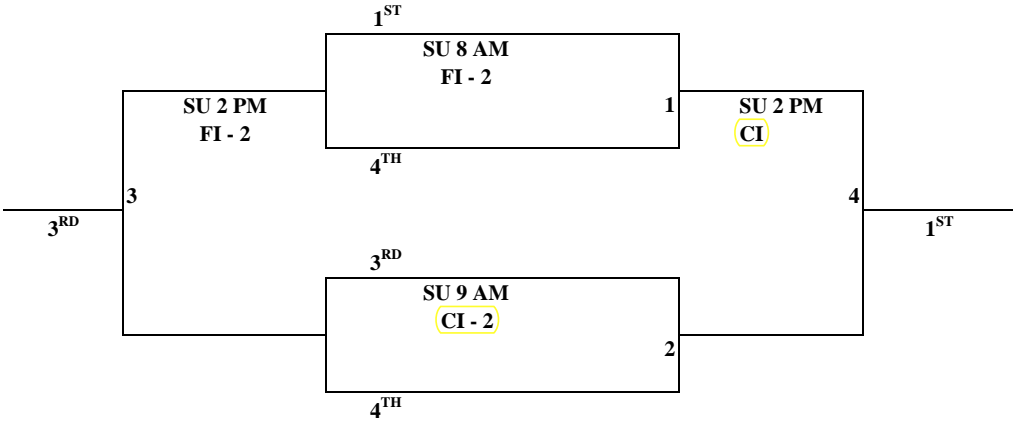 1ST
SU 8 AM
FI - 2
1
4TH
SU 2 PM
FI - 2
3
3RD
SU 2 PM
CI
4
1ST
3RD
SU 9 AM
CI - 2
2
4TH